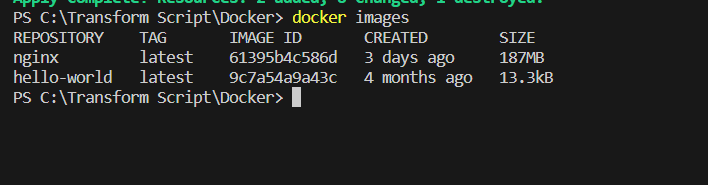 Apply complete! Resources: 2 added, 0 changed, 1 destroyed.
PS C:\Transform Script\Docker> docker images
REPOSITORY TAG IMAGE ID CREATED SIZE
nginx latest 61395b4c586d 3 days ago 187MB
hello-world latest 9c7a54a9a43c 4 months ago 13.3kB
PS C:\Transform Script\Docker>